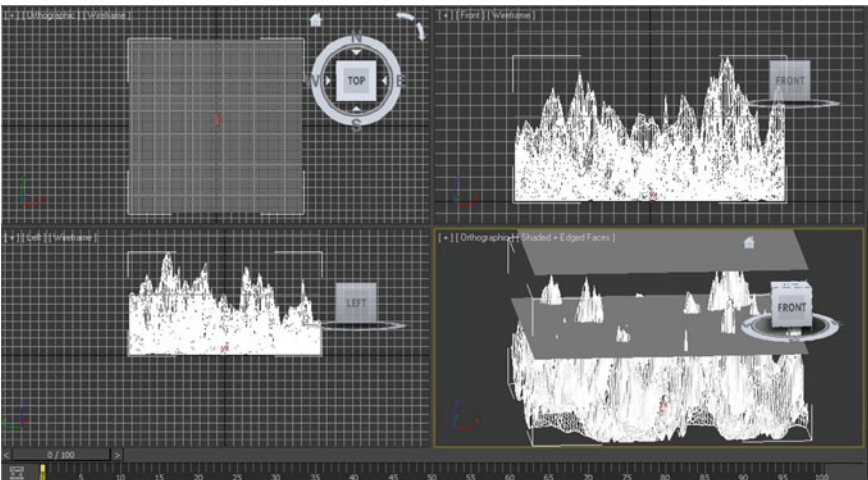 [ + ] [ Orthographic ] [ Wireframe ]
N
W
TOP
E
S
[ + ] [ Front ] [ Wireframe ]
FRONT
[ + ] [ Left ] [ Wireframe ]
LEFT
[ + ] [ Orthographic ] [ Shaded + Edged Faces ]
FRONT
< 0 / 100 >
0 5 10 15 20 25 30 35 40 45 50 55 60 65 70 75 80 85 90 95 100